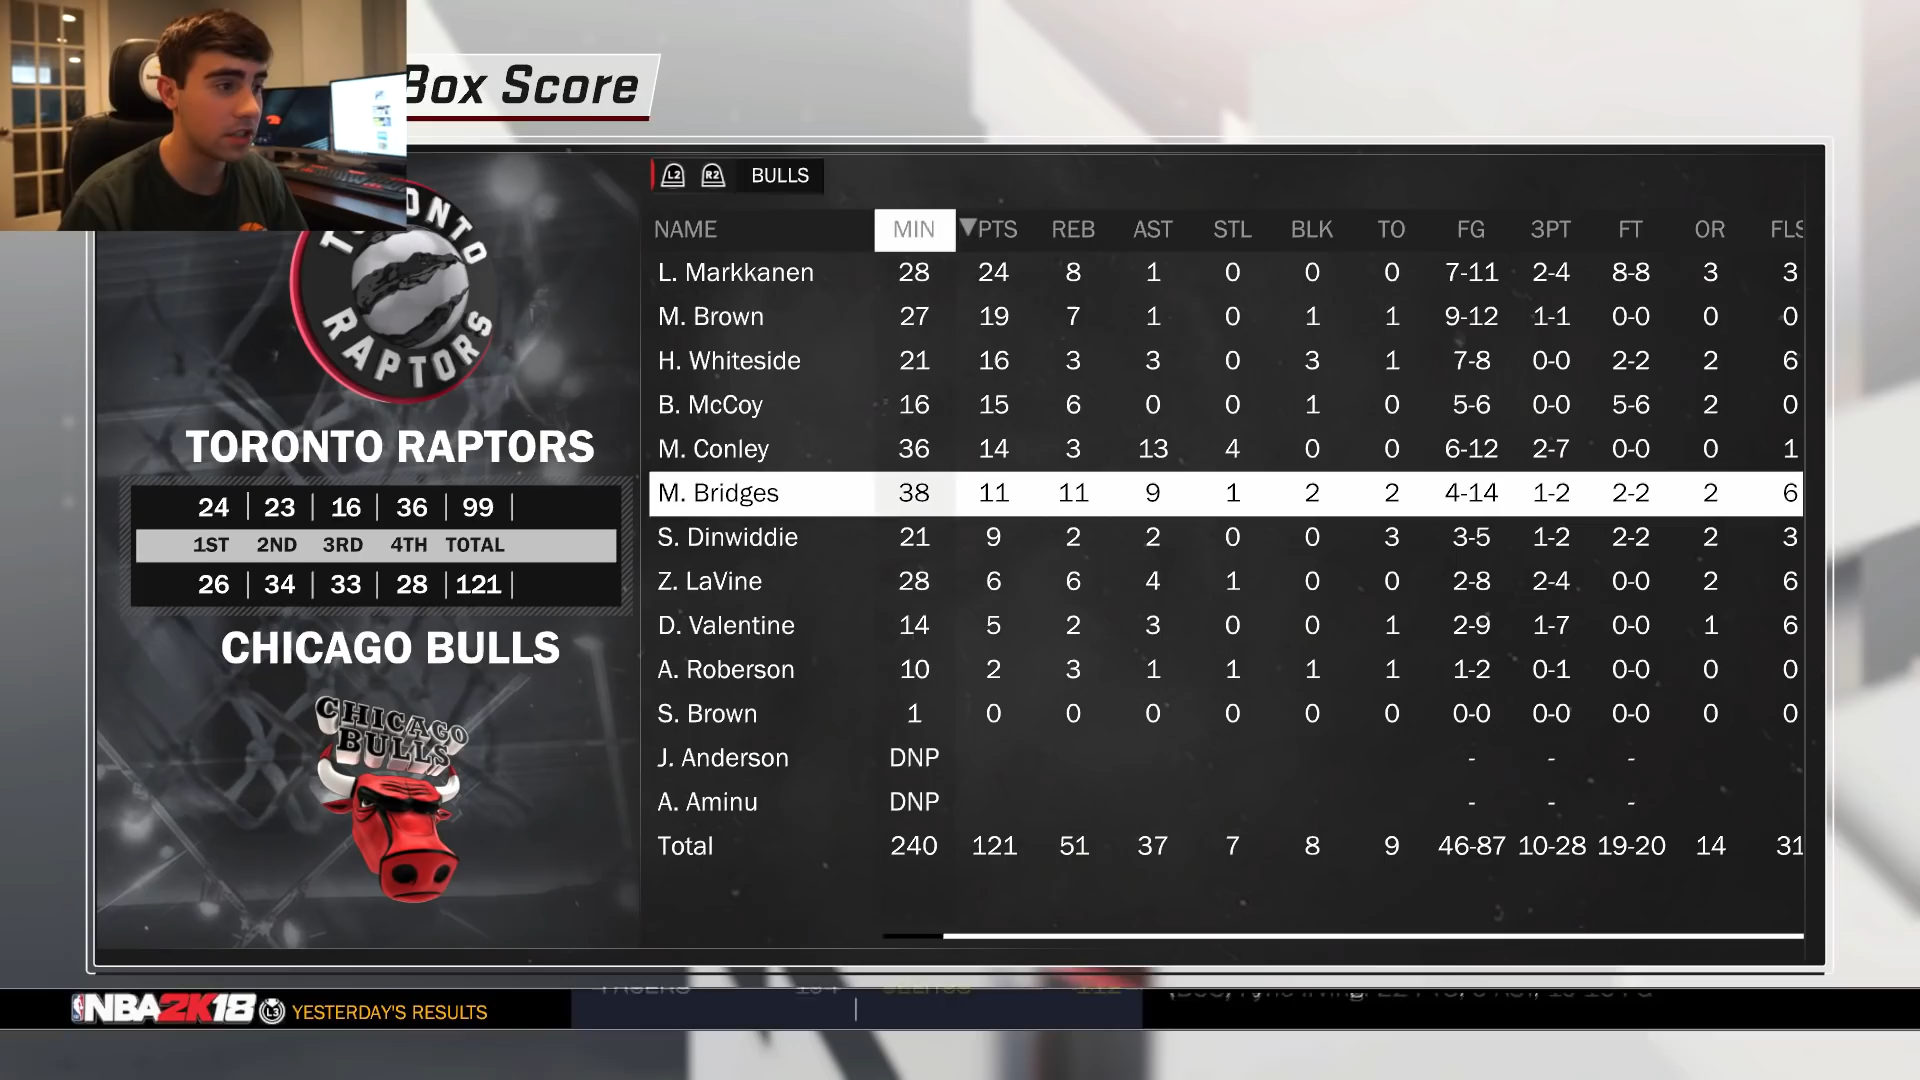 Box Score
L2 R2 BULLS
NAME MIN PTS REB AST STL BLK TO FG 3PT FT OR FLS
L. Markkanen 28 24 8 1 0 0 0 7-11 2-4 8-8 3 3
M. Brown 27 19 7 1 0 1 1 9-12 1-1 0-0 0 0
H. Whiteside 21 16 3 3 0 3 1 7-8 0-0 2-2 2 6
B. McCoy 16 15 6 0 0 1 0 5-6 0-0 5-6 2 0
M. Conley 36 14 3 13 4 0 0 6-12 2-7 0-0 0 1
M. Bridges 38 11 11 9 1 2 2 4-14 1-2 2-2 2 6
S. Dinwiddie 21 9 2 2 0 0 3 3-5 1-2 2-2 2 3
Z. LaVine 28 6 6 4 1 0 0 2-8 2-4 0-0 2 6
D. Valentine 14 5 2 3 0 0 1 2-9 1-7 0-0 1 6
A. Roberson 10 2 3 1 1 1 1 1-2 0-1 0-0 0 0
S. Brown 1 0 0 0 0 0 0 0-0 0-0 0-0 0 0
J. Anderson DNP - - -
A. Aminu DNP - - -
Total 240 121 51 37 7 8 9 46-87 10-28 19-20 14 31
RAPTORS
TORONTO RAPTORS
24 | 23 | 16 | 36 | 99 |
1ST 2ND 3RD 4TH TOTAL
26 | 34 | 33 | 28 | 121 |
CHICAGO BULLS
CHICAGO
BULLS
NBA2K18 L3 YESTERDAY'S RESULTS